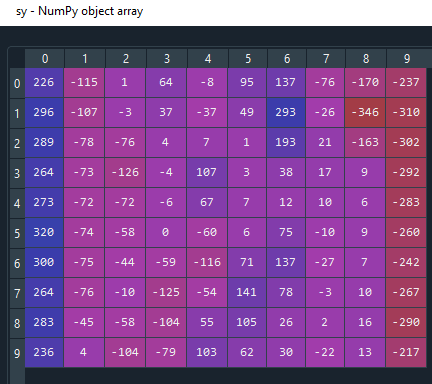 sy - NumPy object array
0 1 2 3 4 5 6 7 8 9
0 226 -115 1 64 -8 95 137 -76 -170 -237
1 296 -107 -3 37 -37 49 293 -26 -346 -310
2 289 -78 -76 4 7 1 193 21 -163 -302
3 264 -73 -126 -4 107 3 38 17 9 -292
4 273 -72 -72 -6 67 7 12 10 6 -283
5 320 -74 -58 0 -60 6 75 -10 9 -260
6 300 -75 -44 -59 -116 71 137 -27 7 -242
7 264 -76 -10 -125 -54 141 78 -3 10 -267
8 283 -45 -58 -104 55 105 26 2 16 -290
9 236 4 -104 -79 103 62 30 -22 13 -217